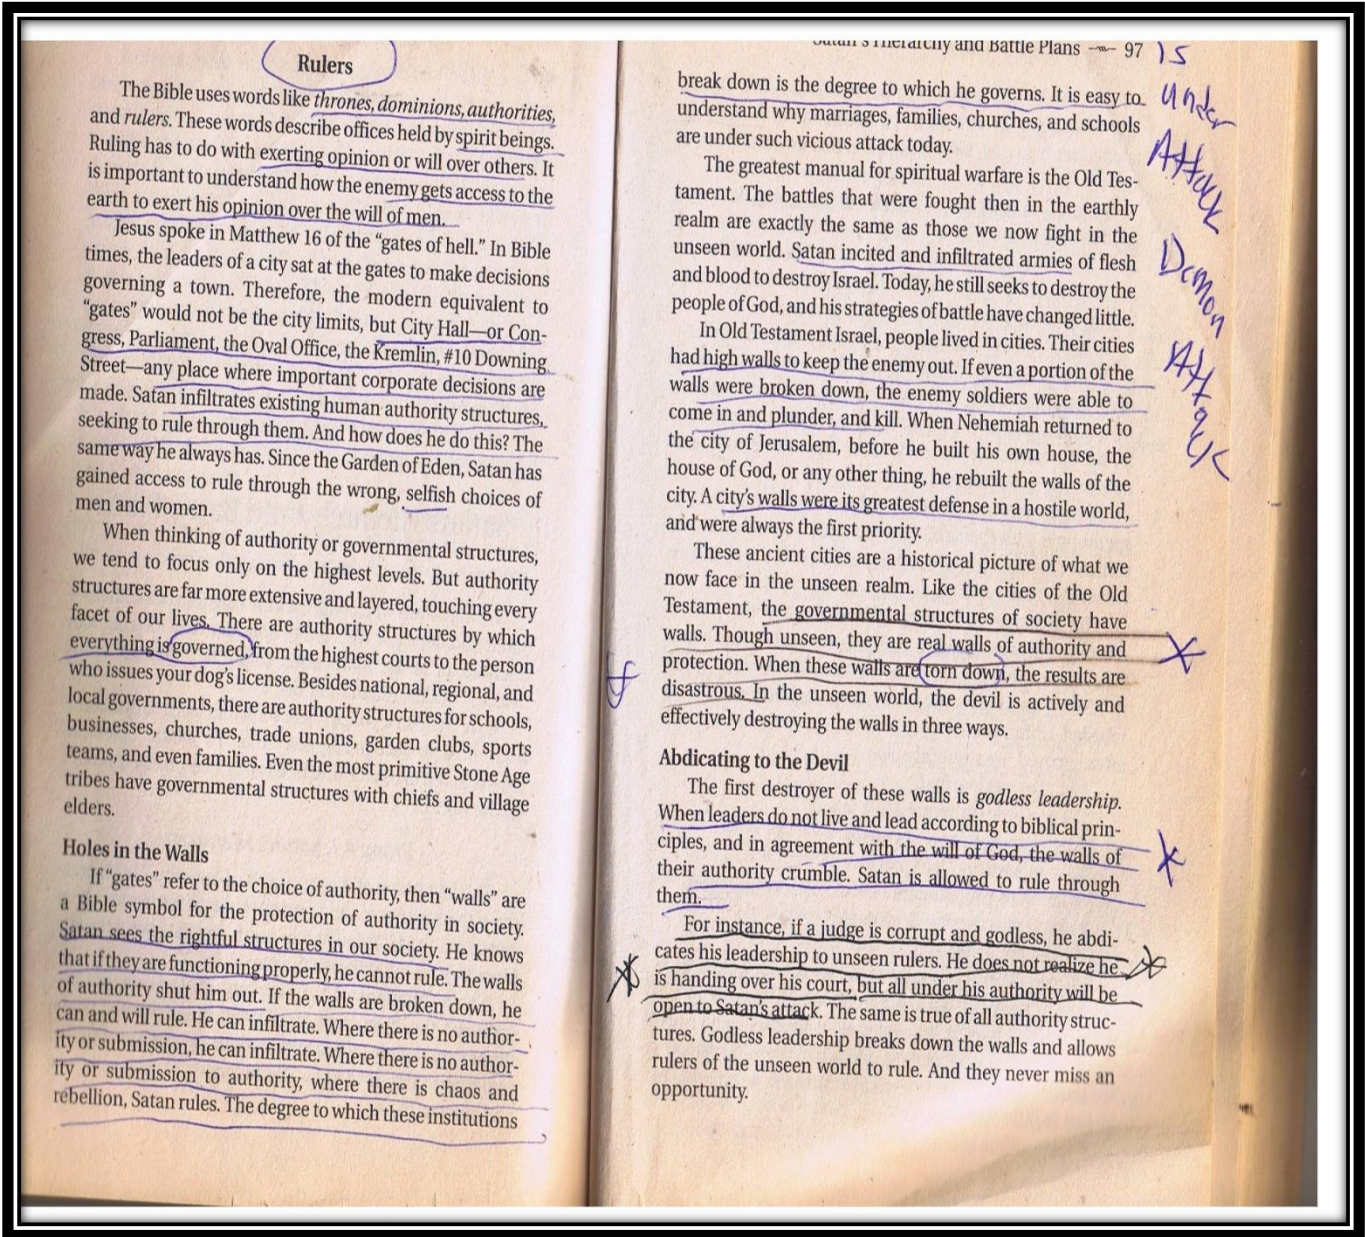 Rulers
The Bible uses words like thrones, dominions, authorities,
and rulers. These words describe offices held by spirit beings.
Ruling has to do with exerting opinion or will over others. It
is important to understand how the enemy gets access to the
earth to exert his opinion over the will of men.
Jesus spoke in Matthew 16 of the “gates of hell.” In Bible
times, the leaders of a city sat at the gates to make decisions
governing a town. Therefore, the modern equivalent to
“gates” would not be the city limits, but City Hall—or Con-
gress, Parliament, the Oval Office, the Kremlin, #10 Downing
Street—any place where important corporate decisions are
made. Satan infiltrates existing human authority structures,
seeking to rule through them. And how does he do this? The
same way he always has. Since the Garden of Eden, Satan has
gained access to rule through the wrong, selfish choices of
men and women.
When thinking of authority or governmental structures,
we tend to focus only on the highest levels. But authority
structures are far more extensive and layered, touching every
facet of our lives. There are authority structures by which
everything is governed, from the highest courts to the person
who issues your dog’s license. Besides national, regional, and
local governments, there are authority structures for schools,
businesses, churches, trade unions, garden clubs, sports
teams, and even families. Even the most primitive Stone Age
tribes have governmental structures with chiefs and village
elders.
Holes in the Walls
If “gates” refer to the choice of authority, then “walls” are
a Bible symbol for the protection of authority in society.
Satan sees the rightful structures in our society. He knows
that if they are functioning properly, he cannot rule. The walls
of authority shut him out. If the walls are broken down, he
can and will rule. He can infiltrate. Where there is no author-
ity or submission, he can infiltrate. Where there is no author-
ity or submission to authority, where there is chaos and
rebellion, Satan rules. The degree to which these institutions
Satan's Hierarchy and Battle Plans 97
break down is the degree to which he governs. It is easy to
understand why marriages, families, churches, and schools
are under such vicious attack today.
The greatest manual for spiritual warfare is the Old Tes-
tament. The battles that were fought then in the earthly
realm are exactly the same as those we now fight in the
unseen world. Satan incited and infiltrated armies of flesh
and blood to destroy Israel. Today, he still seeks to destroy the
people of God, and his strategies of battle have changed little.
In Old Testament Israel, people lived in cities. Their cities
had high walls to keep the enemy out. If even a portion of the
walls were broken down, the enemy soldiers were able to
come in and plunder, and kill. When Nehemiah returned to
the city of Jerusalem, before he built his own house, the
house of God, or any other thing, he rebuilt the walls of the
city. A city’s walls were its greatest defense in a hostile world,
and were always the first priority.
These ancient cities are a historical picture of what we
now face in the unseen realm. Like the cities of the Old
Testament, the governmental structures of society have
walls. Though unseen, they are real walls of authority and
protection. When these walls are torn down, the results are
disastrous. In the unseen world, the devil is actively and
effectively destroying the walls in three ways.
Abdicating to the Devil
The first destroyer of these walls is godless leadership.
When leaders do not live and lead according to biblical prin-
ciples, and in agreement with the will of God, the walls of
their authority crumble. Satan is allowed to rule through
them.
For instance, if a judge is corrupt and godless, he abdi-
cates his leadership to unseen rulers. He does not realize he
is handing over his court, but all under his authority will be
open to Satan’s attack. The same is true of all authority struc-
tures. Godless leadership breaks down the walls and allows
rulers of the unseen world to rule. And they never miss an
opportunity.
is
under
Attack
Demon
Attack